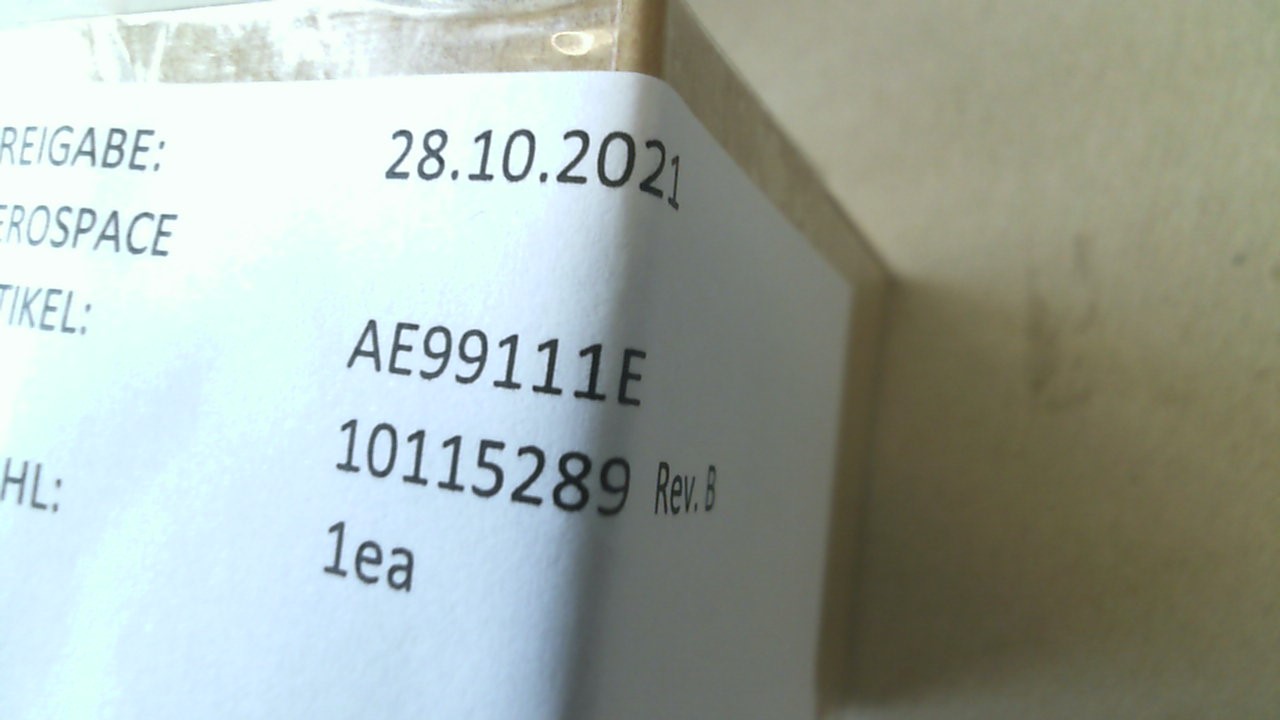 REIGABE: 28.10.2021
EROSPACE
TIKEL:
AE99111E
10115289 Rev. B
HL: 1ea